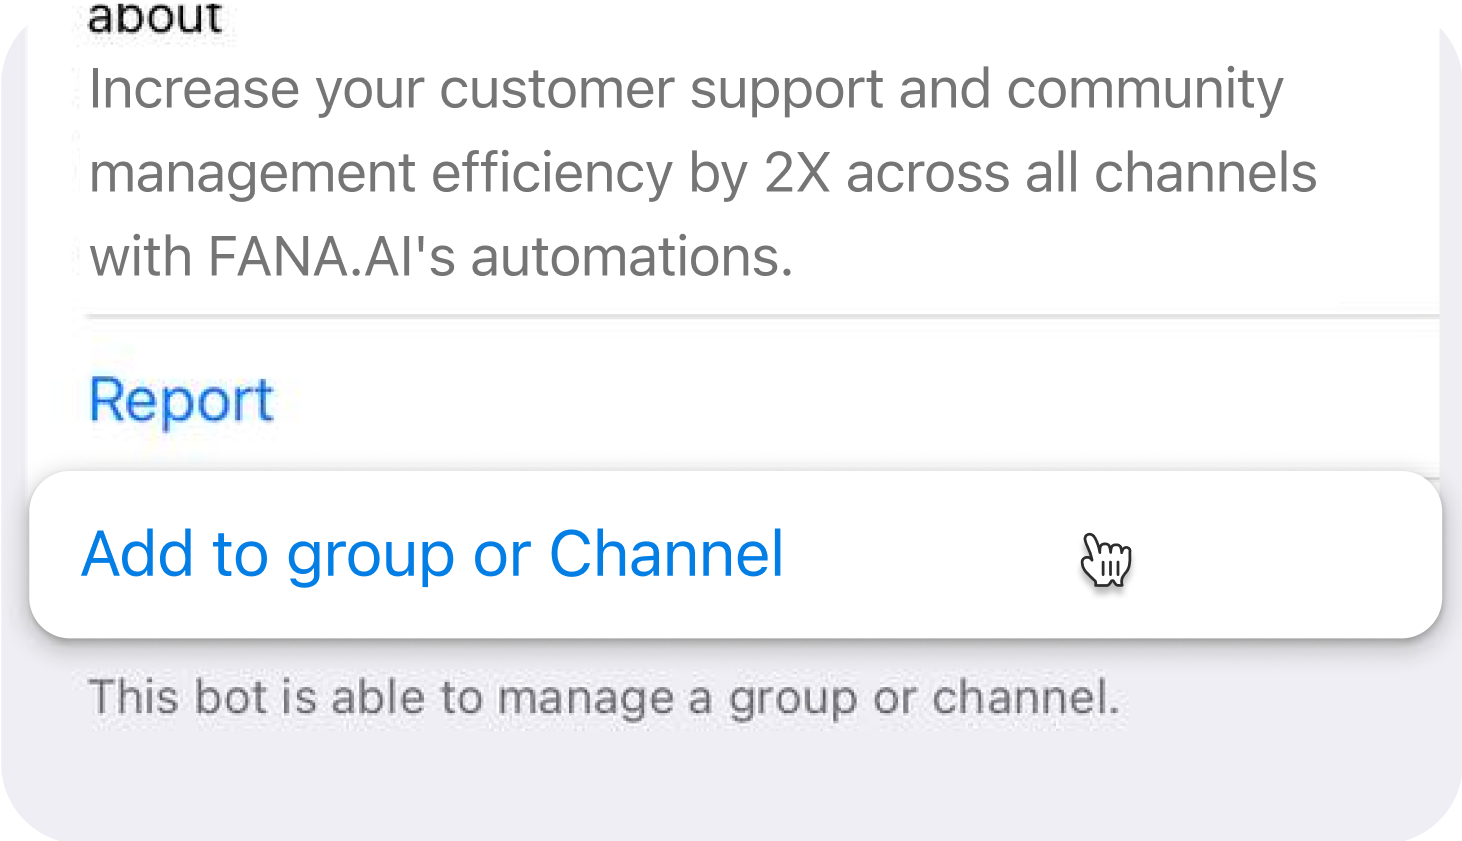 about
Increase your customer support and community
management efficiency by 2X across all channels
with FANA.AI's automations.
Report
Add to group or Channel
This bot is able to manage a group or channel.